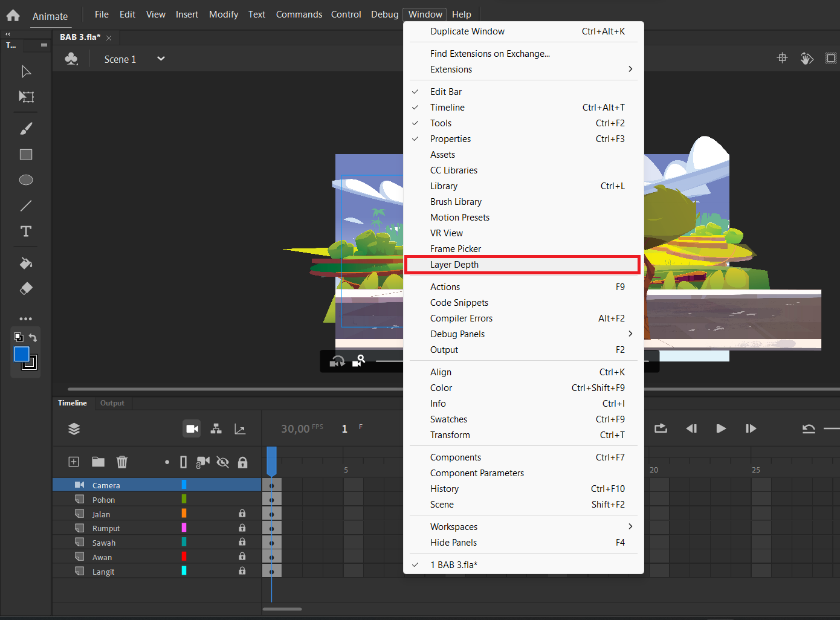 Animate File Edit View Insert Modify Text Commands Control Debug Window Help
T...
BAB 3.fla* ×
Scene 1
Duplicate Window Ctrl+Alt+K
Find Extensions on Exchange...
Extensions
Edit Bar
Timeline Ctrl+Alt+T
Tools Ctrl+F2
Properties Ctrl+F3
Assets
CC Libraries
Library Ctrl+L
Brush Library
Motion Presets
VR View
Frame Picker
Layer Depth
Actions F9
Code Snippets
Compiler Errors Alt+F2
Debug Panels
Output F2
Align Ctrl+K
Color Ctrl+Shift+F9
Info Ctrl+I
Swatches Ctrl+F9
Transform Ctrl+T
Components Ctrl+F7
Component Parameters
History Ctrl+F10
Scene Shift+F2
Workspaces
Hide Panels F4
1 BAB 3.fla*
Timeline Output
30,00 FPS 1 F
5 20 25
Camera
Pohon
Jalan
Rumput
Sawah
Awan
Langit